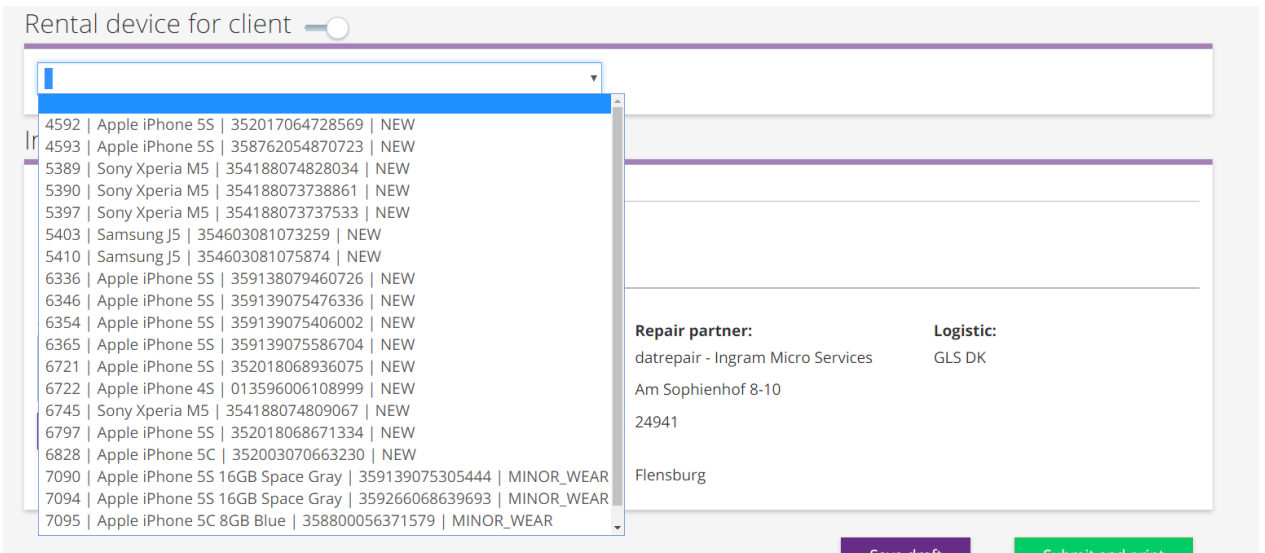 Rental device for client
4592 | Apple iPhone 5S | 352017064728569 | NEW
4593 | Apple iPhone 5S | 358762054870723 | NEW
5389 | Sony Xperia M5 | 354188074828034 | NEW
5390 | Sony Xperia M5 | 354188073738861 | NEW
5397 | Sony Xperia M5 | 354188073737533 | NEW
5403 | Samsung J5 | 354603081073259 | NEW
5410 | Samsung J5 | 354603081075874 | NEW
6336 | Apple iPhone 5S | 359138079460726 | NEW
6346 | Apple iPhone 5S | 359139075476336 | NEW
6354 | Apple iPhone 5S | 359139075406002 | NEW
6365 | Apple iPhone 5S | 359139075586704 | NEW
6721 | Apple iPhone 5S | 352018068936075 | NEW
6722 | Apple iPhone 4S | 013596006108999 | NEW
6745 | Sony Xperia M5 | 354188074809067 | NEW
6797 | Apple iPhone 5S | 352018068671334 | NEW
6828 | Apple iPhone 5C | 352003070663230 | NEW
7090 | Apple iPhone 5S 16GB Space Gray | 359139075305444 | MINOR_WEAR
7094 | Apple iPhone 5S 16GB Space Gray | 359266068639693 | MINOR_WEAR
7095 | Apple iPhone 5C 8GB Blue | 358800056371579 | MINOR_WEAR
Repair partner:
datrepair - Ingram Micro Services
Am Sophienhof 8-10
24941
Flensburg
Logistic:
GLS DK
Save draft
Submit and print